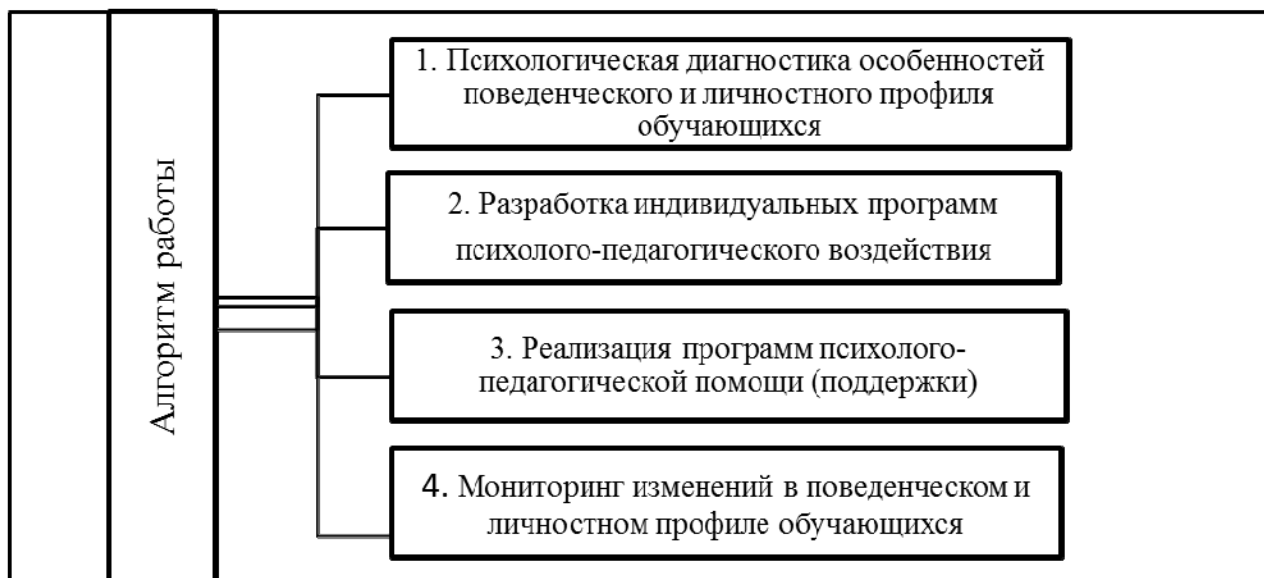 Алгоритм работы
1. Психологическая диагностика особенностей
поведенческого и личностного профиля
обучающихся
2. Разработка индивидуальных программ
психолого-педагогического воздействия
3. Реализация программ психолого-
педагогической помощи (поддержки)
4. Мониторинг изменений в поведенческом и
личностном профиле обучающихся